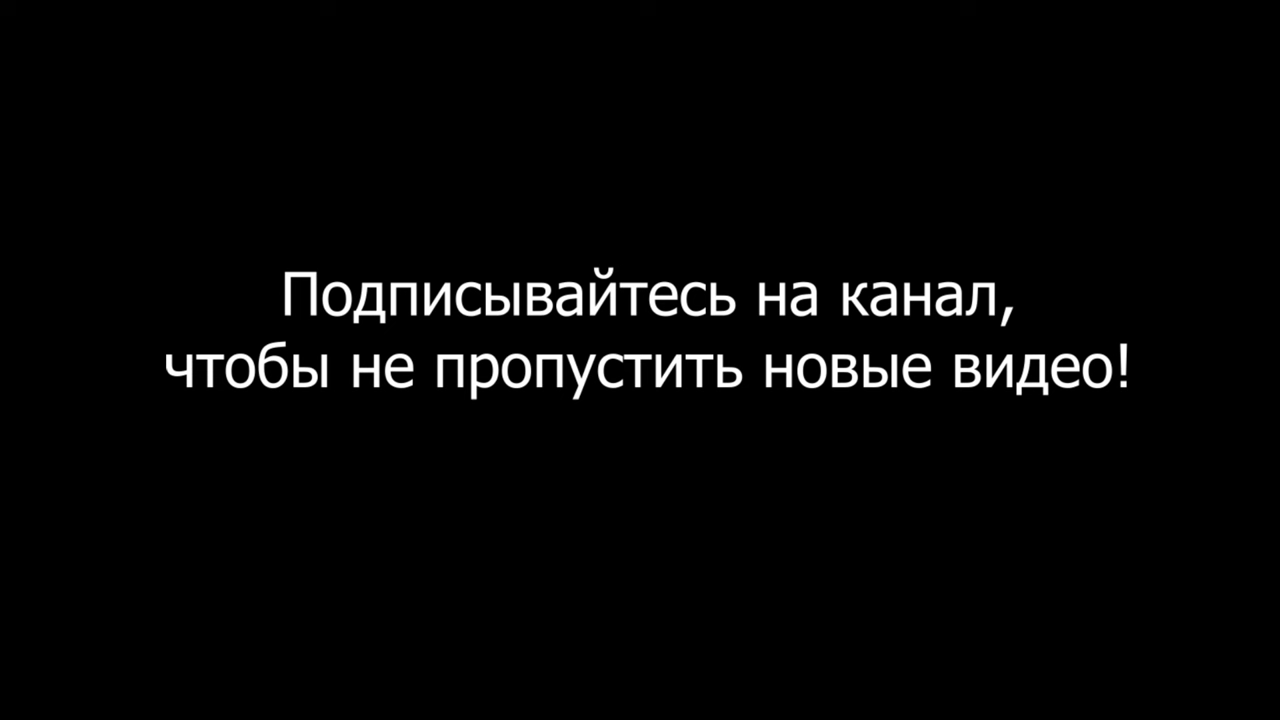 Подписывайтесь на канал,
чтобы не пропустить новые видео!